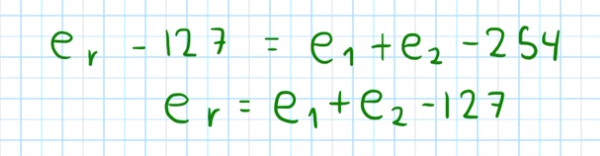 e_r - 127 = e_1 + e_2 - 254
e_r = e_1 + e_2 - 127